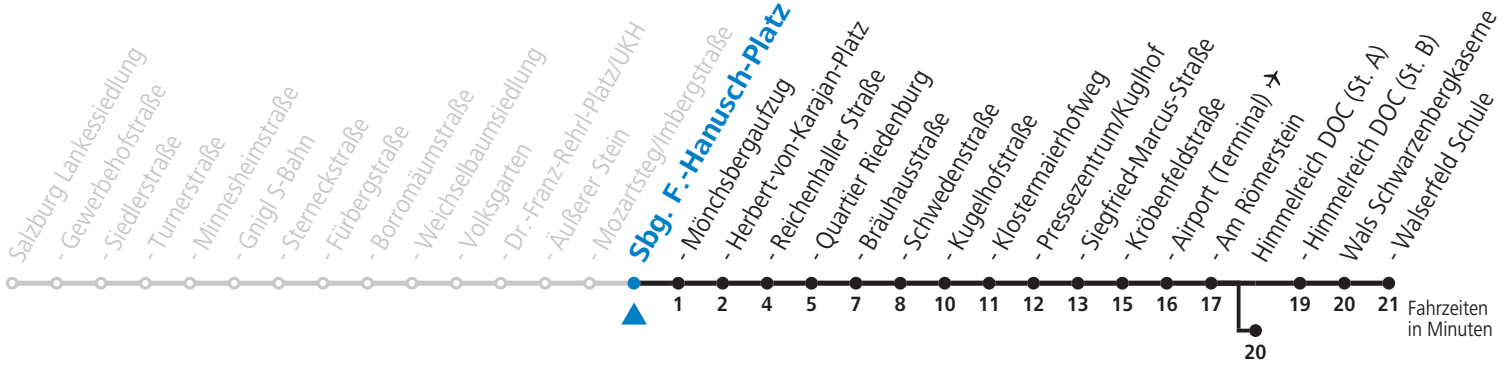 Salzburg Lankessiedlung
- Gewerbehofstraße
- Siedlerstraße
- Turnerstraße
- Minnesheimstraße
- Gnigl S-Bahn
- Sterneckstraße
- Fürbergstraße
- Borromäumstraße
- Weichselbaumsiedlung
- Volksgarten
- Dr.-Franz-Rehrl-Platz/UKH
- Äußerer Stein
- Mozartsteg/Imbergstraße
Sbg. F.-Hanusch-Platz
- Mönchsbergaufzug
- Herbert-von-Karajan-Platz
- Reichenhaller Straße
- Quartier Riedenburg
- Bräuhausstraße
- Schwedenstraße
- Kugelhofstraße
- Klostermaierhofweg
- Pressezentrum/Kuglhof
- Siegfried-Marcus-Straße
- Kröbenfeldstraße
- Airport (Terminal)
- Am Römerstein
Himmelreich DOC (St. A)
- Himmelreich DOC (St. B)
Wals Schwarzenbergkaserne
- Walserfeld Schule
1 2 4 5 7 8 10 11 12 13 15 16 17 19 20 21
20
Fahrzeiten
in Minuten